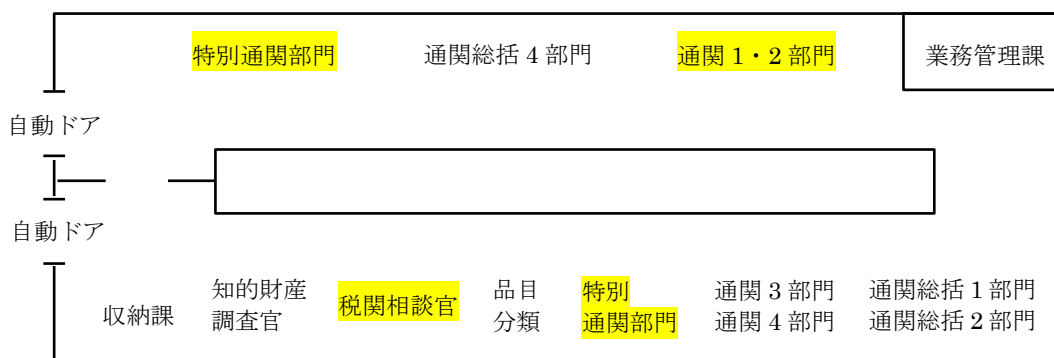 特別通関部門 通関総括 4 部門 通関 1・2 部門 業務管理課
自動ドア
自動ドア
収納課
知的財産
調査官
税関相談官
品目
分類
特別
通関部門
通関 3 部門
通関 4 部門
通関総括 1 部門
通関総括 2 部門